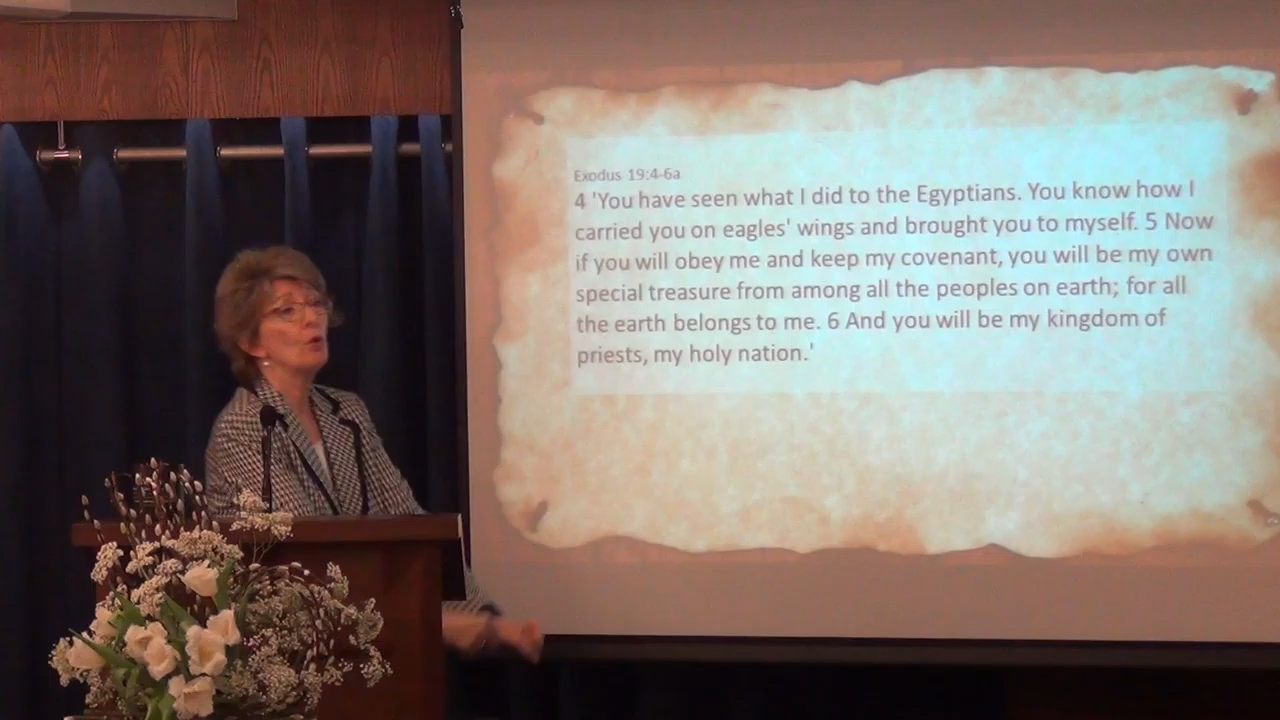 Exodus 19:4-6a
4 'You have seen what I did to the Egyptians. You know how I
carried you on eagles' wings and brought you to myself. 5 Now
if you will obey me and keep my covenant, you will be my own
special treasure from among all the peoples on earth; for all
the earth belongs to me. 6 And you will be my kingdom of
priests, my holy nation.'